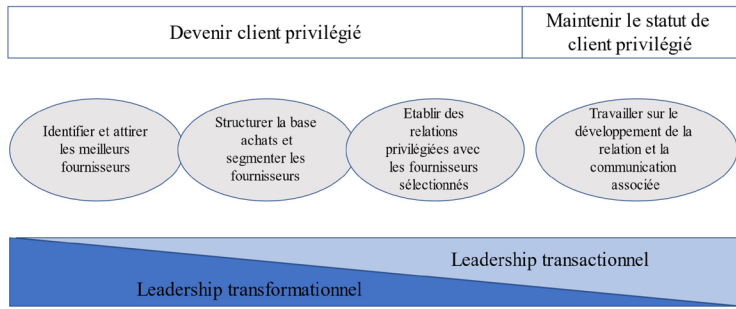 Devenir client privilégié
Maintenir le statut de
client privilégié
Identifier et attirer
les meilleurs
fournisseurs
Structurer la base
achats et
segmenter les
fournisseurs
Etablir des
relations
privilégiées avec
les fournisseurs
sélectionnés
Travailler sur le
développement de la
relation et la
communication
associée
Leadership transactionnel
Leadership transformationnel